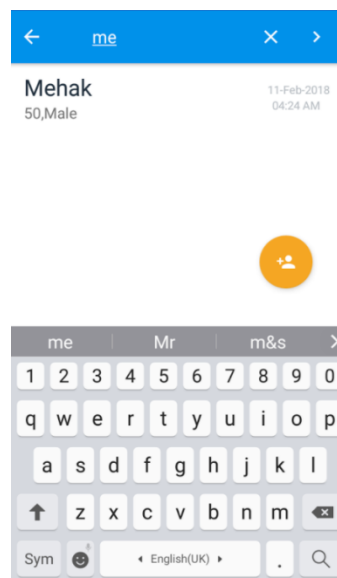 me
Mehak
11-Feb-2018
50,Male
04:24 AM
me Mr m&s
1 2 3 4 5 6 7 8 9 0
q w e r t y u i o p
a s d f g h j k l
z x c v b n m
Sym English(UK) .